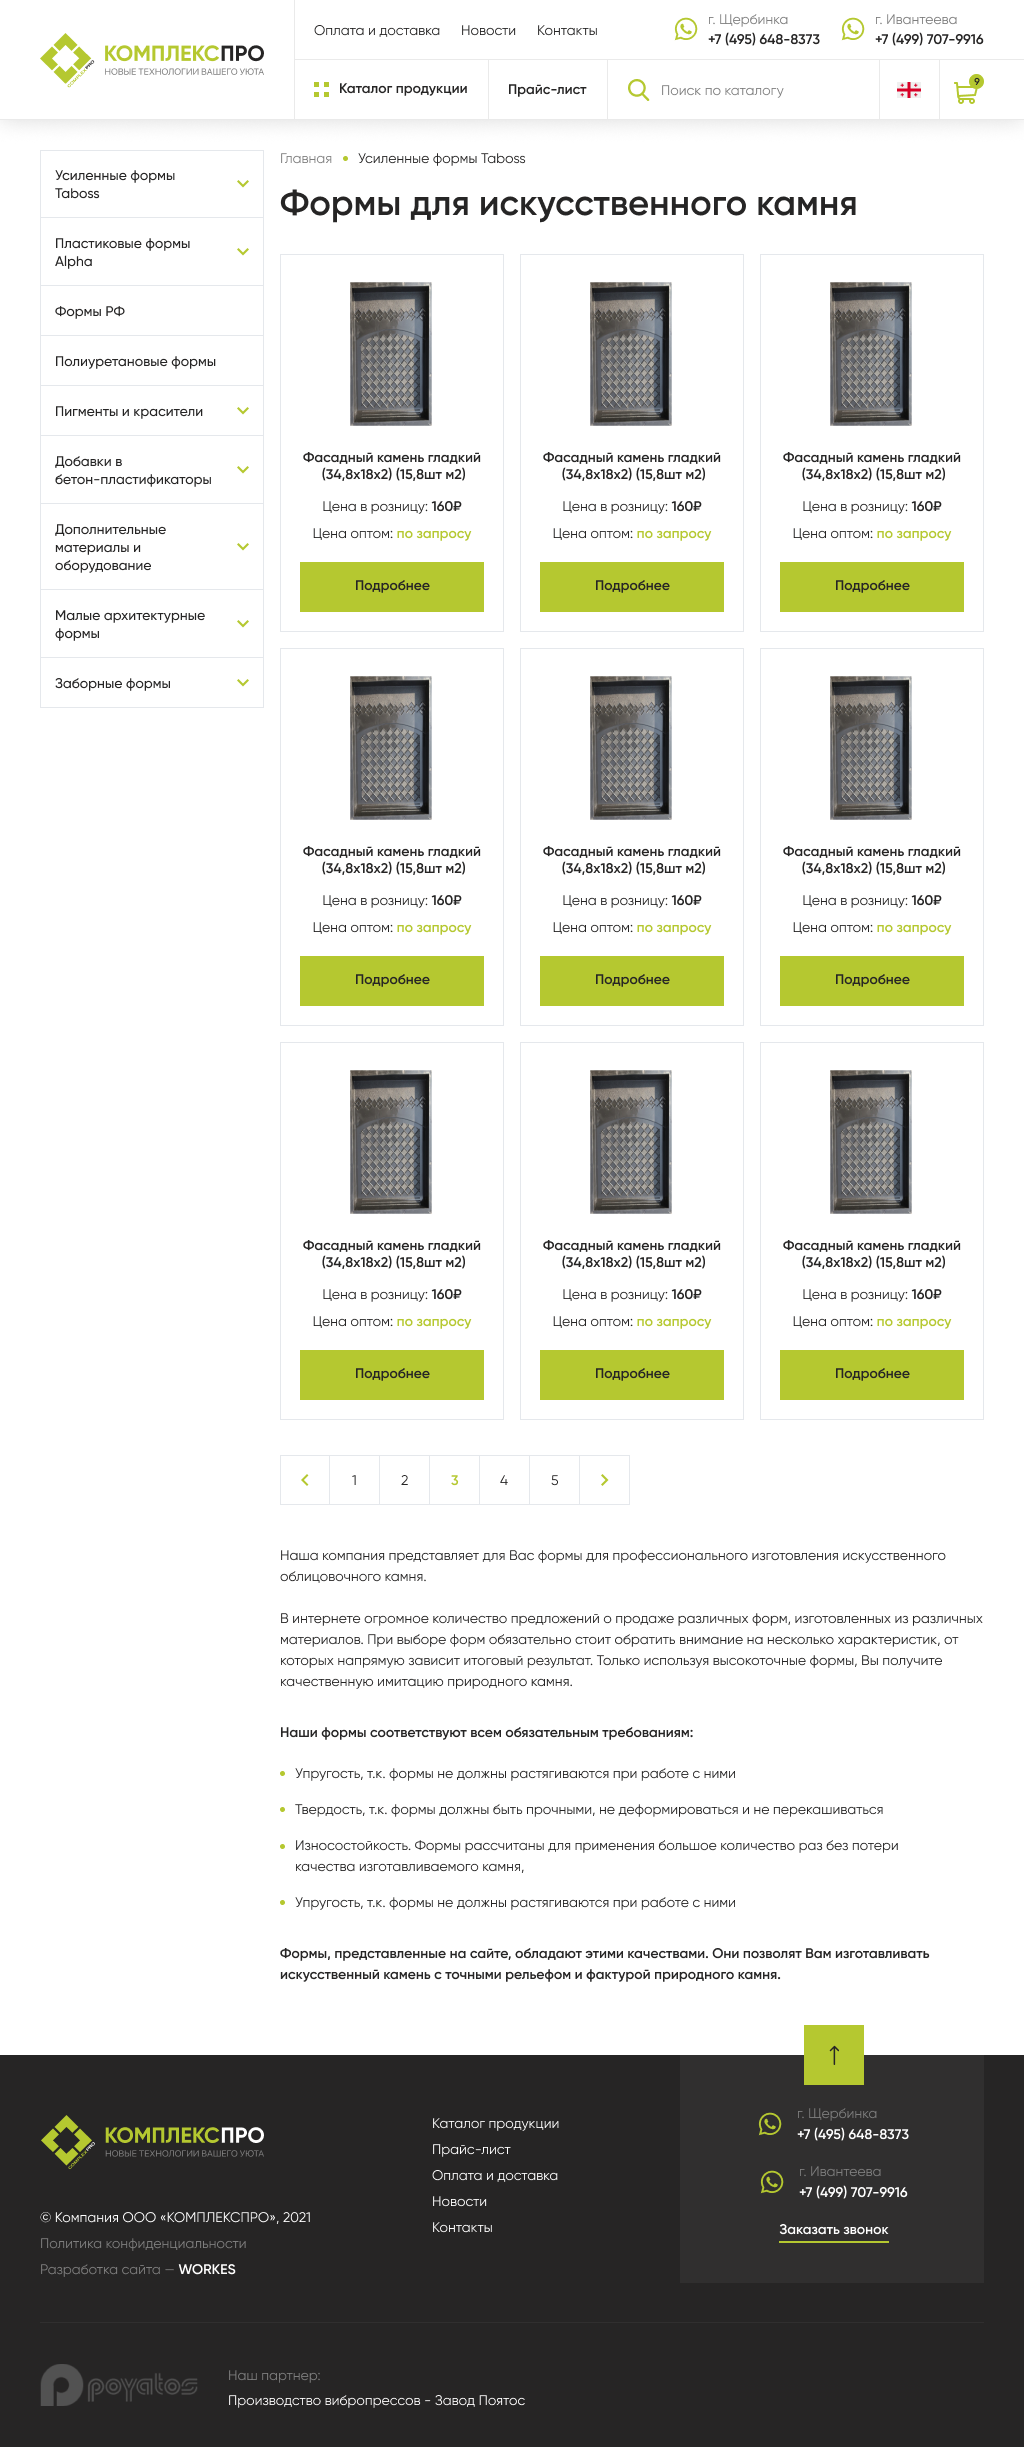 КОМПЛЕКСПРО
НОВЫЕ ТЕХНОЛОГИИ ВАШЕГО УЮТА
COMPLEX PRO
Оплата и доставка
Новости
Контакты
г. Щербинка
+7 (495) 648-8373
г. Ивантеева
+7 (499) 707-9916
Каталог продукции
Прайс-лист
Поиск по каталогу
9
Усиленные формы
Taboss
Пластиковые формы
Alpha
Формы РФ
Полиуретановые формы
Пигменты и красители
Добавки в
бетон-пластификаторы
Дополнительные
материалы и
оборудование
Малые архитектурные
формы
Заборные формы
Главная
Усиленные формы Taboss
Формы для искусственного камня
Фасадный камень гладкий
(34,8x18x2) (15,8шт м2)
Цена в розницу: 160₽
Цена оптом: по запросу
Подробнее
Фасадный камень гладкий
(34,8x18x2) (15,8шт м2)
Цена в розницу: 160₽
Цена оптом: по запросу
Подробнее
Фасадный камень гладкий
(34,8x18x2) (15,8шт м2)
Цена в розницу: 160₽
Цена оптом: по запросу
Подробнее
Фасадный камень гладкий
(34,8x18x2) (15,8шт м2)
Цена в розницу: 160₽
Цена оптом: по запросу
Подробнее
Фасадный камень гладкий
(34,8x18x2) (15,8шт м2)
Цена в розницу: 160₽
Цена оптом: по запросу
Подробнее
Фасадный камень гладкий
(34,8x18x2) (15,8шт м2)
Цена в розницу: 160₽
Цена оптом: по запросу
Подробнее
Фасадный камень гладкий
(34,8x18x2) (15,8шт м2)
Цена в розницу: 160₽
Цена оптом: по запросу
Подробнее
Фасадный камень гладкий
(34,8x18x2) (15,8шт м2)
Цена в розницу: 160₽
Цена оптом: по запросу
Подробнее
Фасадный камень гладкий
(34,8x18x2) (15,8шт м2)
Цена в розницу: 160₽
Цена оптом: по запросу
Подробнее
1 2 3 4 5
Наша компания представляет для Вас формы для профессионального изготовления искусственного
облицовочного камня.
В интернете огромное количество предложений о продаже различных форм, изготовленных из различных
материалов. При выборе форм обязательно стоит обратить внимание на несколько характеристик, от
которых напрямую зависит итоговый результат. Только используя высокоточные формы, Вы получите
качественную имитацию природного камня.
Наши формы соответствуют всем обязательным требованиям:
Упругость, т.к. формы не должны растягиваются при работе с ними
Твердость, т.к. формы должны быть прочными, не деформироваться и не перекашиваться
Износостойкость. Формы рассчитаны для применения большое количество раз без потери
качества изготавливаемого камня,
Упругость, т.к. формы не должны растягиваются при работе с ними
Формы, представленные на сайте, обладают этими качествами. Они позволят Вам изготавливать
искусственный камень с точными рельефом и фактурой природного камня.
КОМПЛЕКСПРО
НОВЫЕ ТЕХНОЛОГИИ ВАШЕГО УЮТА
COMPLEX PRO
© Компания ООО «КОМПЛЕКСПРО», 2021
Политика конфиденциальности
Разработка сайта — WORKES
Каталог продукции
Прайс-лист
Оплата и доставка
Новости
Контакты
г. Щербинка
+7 (495) 648-8373
г. Ивантеева
+7 (499) 707-9916
Заказать звонок
poyatos
Наш партнер:
Производство вибропрессов - Завод Поятос